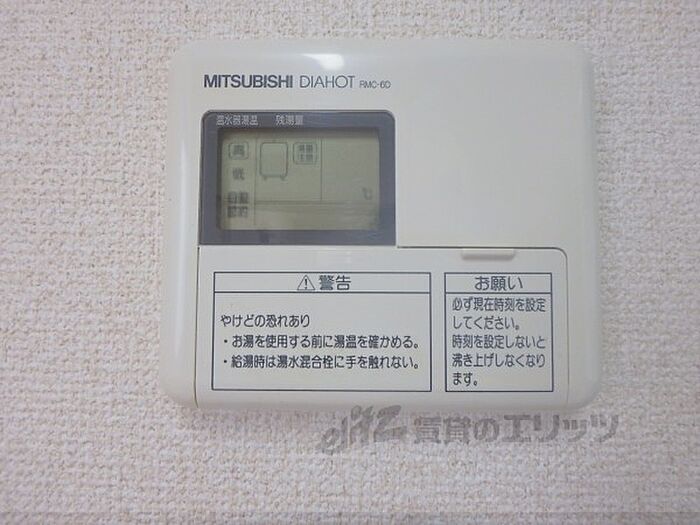 MITSUBISHI DIAHOT RMC-6D
温水器湯温 残湯量
高
低
℃
⚠警告
やけどの恐れあり
・お湯を使用する前に湯温を確かめる。
・給湯時は湯水混合栓に手を触れない。
お願い
必ず現在時刻を設定
してください。
時刻を設定しないと
沸き上げしなくなり
ます。
elitz 賃貸のエリッツ